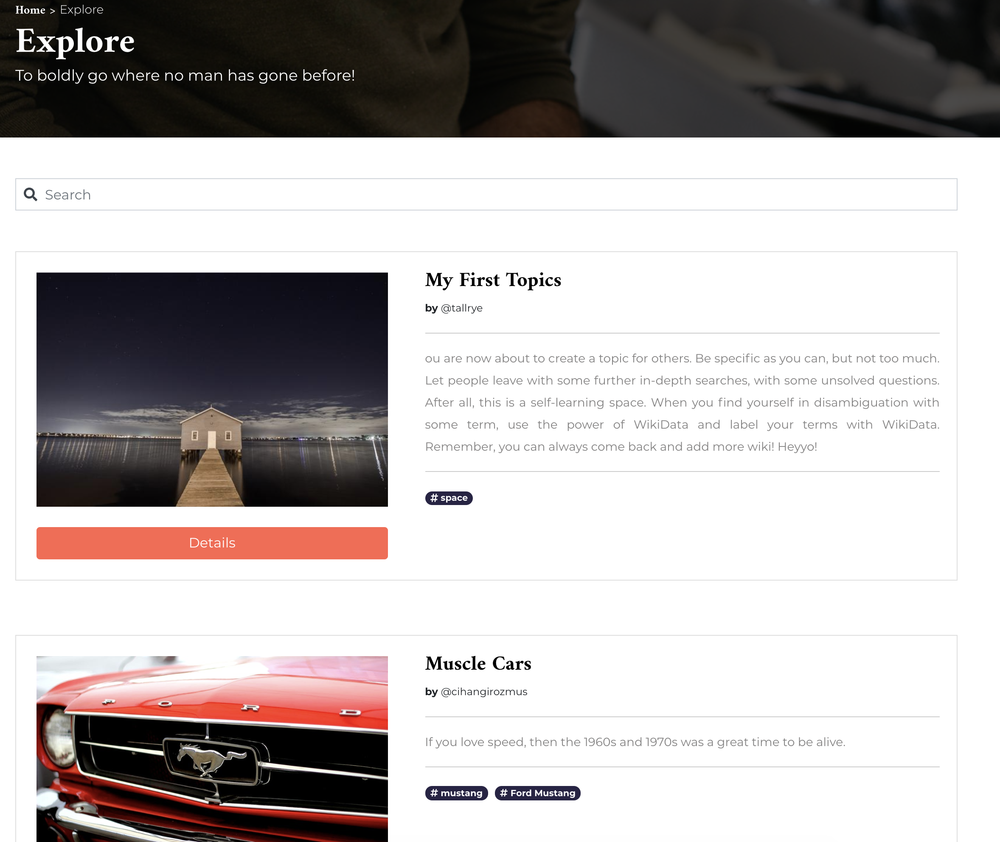 Home > Explore
Explore
To boldly go where no man has gone before!
Search
My First Topics
by @tallrye
ou are now about to create a topic for others. Be specific as you can, but not too much.
Let people leave with some further in-depth searches, with some unsolved questions.
After all, this is a self-learning space. When you find yourself in disambiguation with
some term, use the power of WikiData and label your terms with WikiData.
Remember, you can always come back and add more wiki! Heyyo!
# space
Details
Muscle Cars
by @cihangirozmus
FORD
If you love speed, then the 1960s and 1970s was a great time to be alive.
# mustang # Ford Mustang